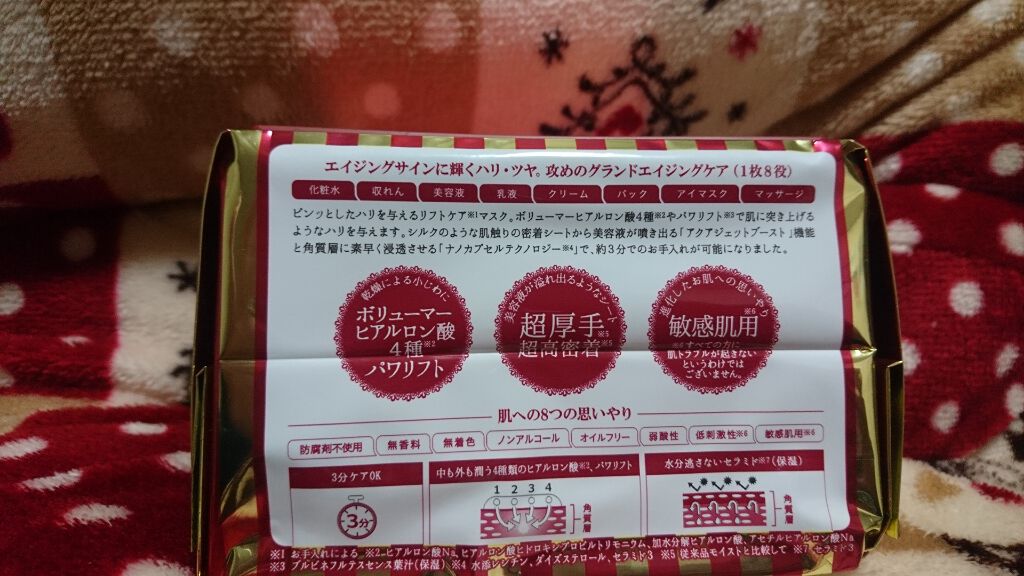 エイジングサインに輝くハリ・ツヤ。攻めのグランドエイジングケア（1枚8役）
化粧水 収れん 美容液 乳液 クリーム パック アイマスク マッサージ
ピンッとしたハリを与えるリフトケア※1マスク。ボリューマーヒアルロン酸4種※2やパワリフト※3で肌に突き上げる
ようなハリを与えます。シルクのような肌触りの密着シートから美容液が噴き出る「アクアジェットブースト」機能
と角質層に素早く浸透させる「ナノカプセルテクノロジー※4」で、約3分でのお手入れが可能になりました。
乾燥による小じわに
ボリューマー
ヒアルロン酸
4種※2
パワリフト
美容液が溢れ出るようなシート
超厚手※5
超高密着※5
進化したお肌への思いやり
敏感肌用※6
※6 すべての方に
肌トラブルが起きない
というわけでは
ございません。
肌への8つの思いやり
防腐剤不使用 無香料 無着色 ノンアルコール オイルフリー 弱酸性 低刺激性※6 敏感肌用※6
3分ケアOK
3分
中も外も潤う4種類のヒアルロン酸※2、パワリフト
1 2 3 4
角質層
水分逃さないセラミド※7（保湿）
角質層
※1 お手入れによる ※2 ヒアルロン酸Na、ヒアルロン酸ヒドロキシプロピルトリモニウム、加水分解ヒアルロン酸、アセチルヒアルロン酸Na
※3 ブルビネフルテスセンス葉汁（保湿）※4 水添レシチン、ダイズステロール、セラミド3 ※5 従来品モイストと比較して ※7 セラミド3